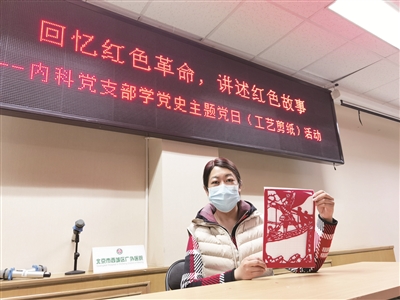 回忆红色革命，讲述红色故事
--内科党支部学党史主题党日（工艺剪纸）活动
北京市西城区广外医院